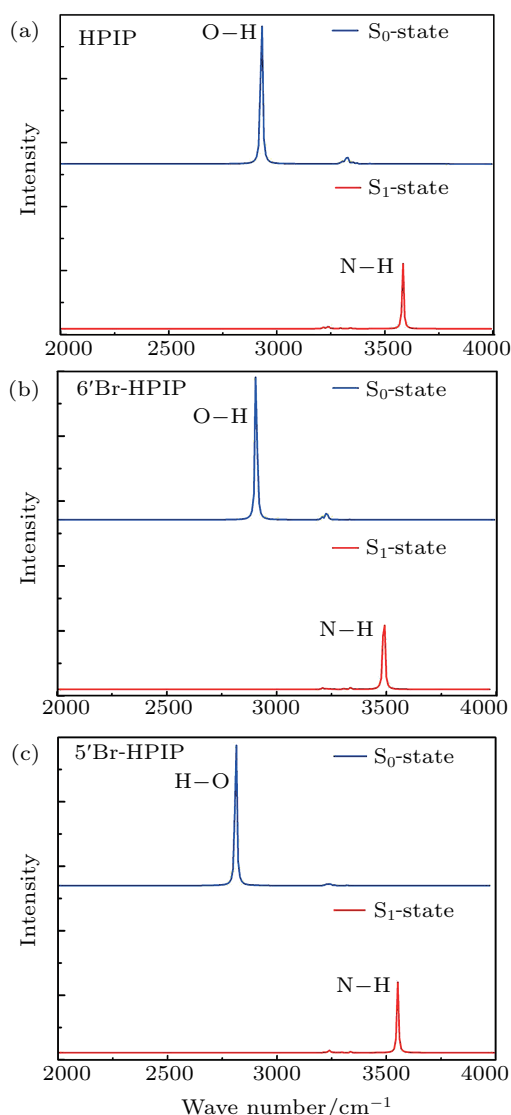 (a)
HPIP
O−H
S₀-state
S₁-state
N−H
Intensity
2000 2500 3000 3500 4000
(b)
6′Br-HPIP
O−H
S₀-state
S₁-state
N−H
Intensity
2000 2500 3000 3500 4000
(c)
5′Br-HPIP
H−O
S₀-state
S₁-state
N−H
Intensity
2000 2500 3000 3500 4000
Wave number/cm⁻¹